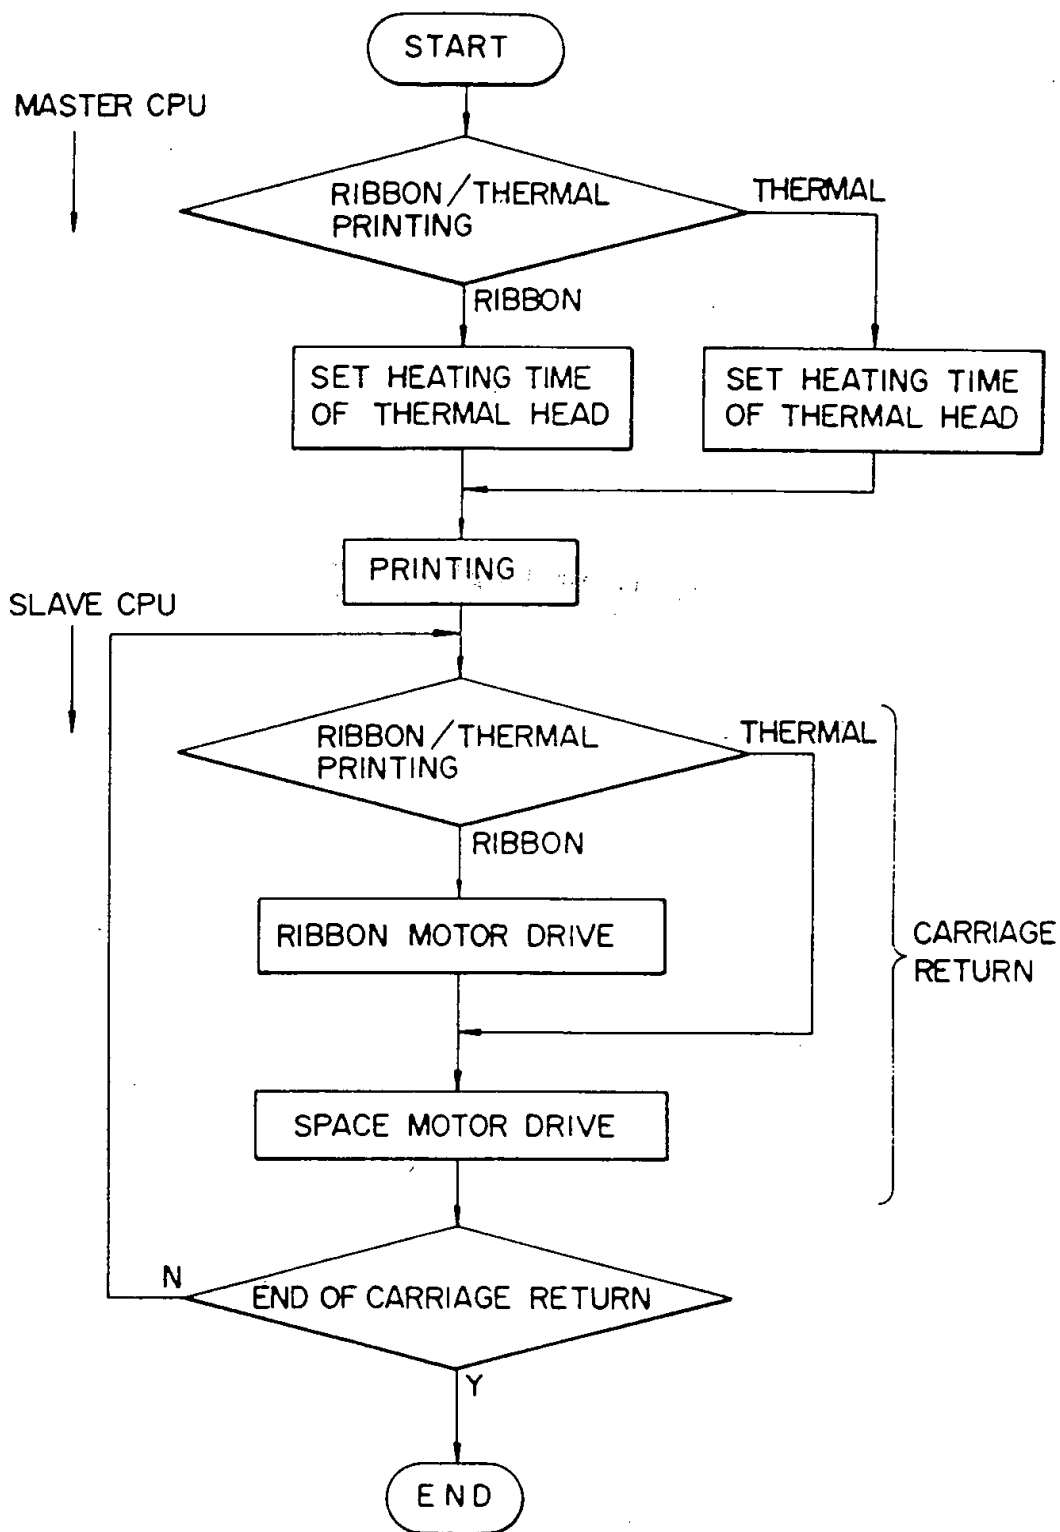 START
MASTER CPU
RIBBON/THERMAL
PRINTING
THERMAL
RIBBON
SET HEATING TIME
OF THERMAL HEAD
SET HEATING TIME
OF THERMAL HEAD
PRINTING
SLAVE CPU
RIBBON/THERMAL
PRINTING
THERMAL
RIBBON
RIBBON MOTOR DRIVE
CARRIAGE
RETURN
SPACE MOTOR DRIVE
N
END OF CARRIAGE RETURN
Y
END